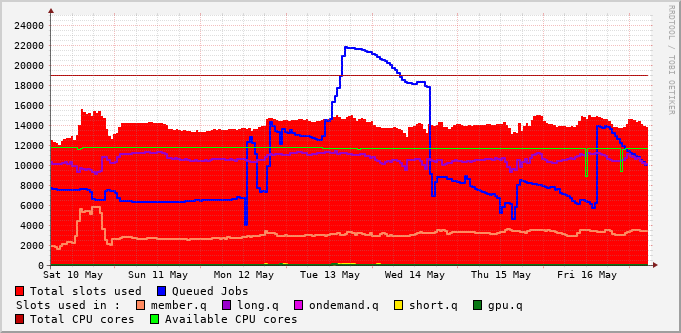 RRDTOOL / TOBI OETIKER
24000
22000
20000
18000
16000
14000
12000
10000
8000
6000
4000
2000
0
Sat 10 May Sun 11 May Mon 12 May Tue 13 May Wed 14 May Thu 15 May Fri 16 May
Total slots used Queued Jobs
Slots used in : member.q long.q ondemand.q short.q gpu.q
Total CPU cores Available CPU cores